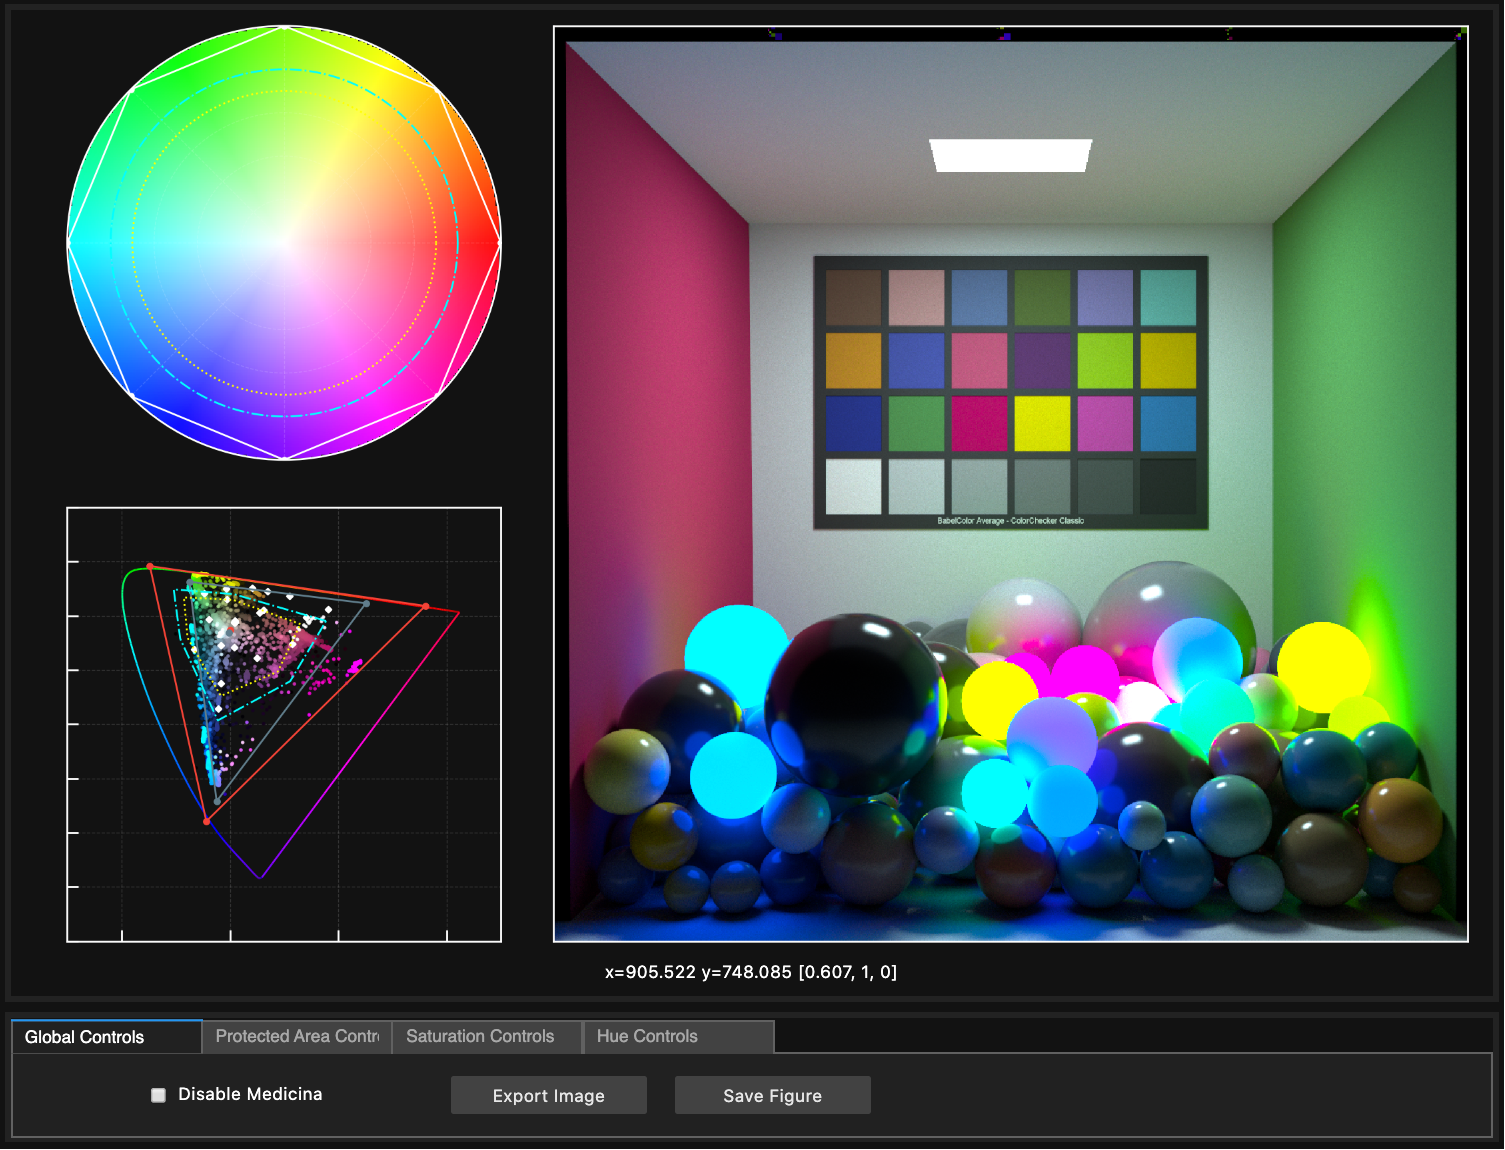 BabelColor Average - ColorChecker Classic
x=905.522 y=748.085 [0.607, 1, 0]
Global Controls
Protected Area Contr
Saturation Controls
Hue Controls
Disable Medicina
Export Image
Save Figure